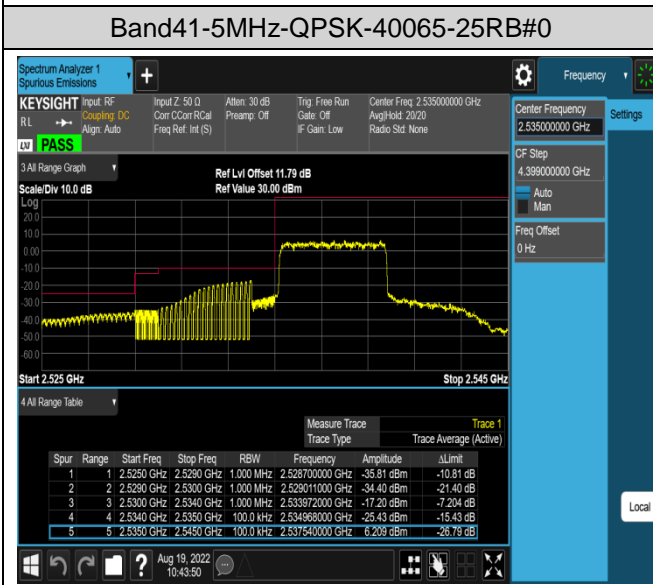 Band41-5MHz-QPSK-40065-25RB#0
Spectrum Analyzer 1
Spurious Emissions
+
Frequency
KEYSIGHT
RL
LXI
PASS
Input: RF
Coupling: DC
Align: Auto
Input Z: 50 Ω
Corr CCorr RCal
Freq Ref: Int (S)
Atten: 30 dB
Preamp: Off
Trig: Free Run
Gate: Off
IF Gain: Low
Center Freq: 2.535000000 GHz
Avg|Hold: 20/20
Radio Std: None
Center Frequency
2.535000000 GHz
Settings
CF Step
4.399000000 GHz
Auto
Man
Freq Offset
0 Hz
3 All Range Graph
Ref Lvl Offset 11.79 dB
Scale/Div 10.0 dB
Ref Value 30.00 dBm
Log
20.0
10.0
0.00
-10.0
-20.0
-30.0
-40.0
-50.0
-60.0
Start 2.525 GHz
Stop 2.545 GHz
4 All Range Table
Measure Trace Trace 1
Trace Type Trace Average (Active)
Spur Range Start Freq Stop Freq RBW Frequency Amplitude ΔLimit
1 1 2.5250 GHz 2.5290 GHz 1.000 MHz 2.528700000 GHz -35.81 dBm -10.81 dB
2 2 2.5290 GHz 2.5300 GHz 1.000 MHz 2.529011000 GHz -34.40 dBm -21.40 dB
3 3 2.5300 GHz 2.5340 GHz 1.000 MHz 2.533972000 GHz -17.20 dBm -7.204 dB
4 4 2.5340 GHz 2.5350 GHz 100.0 kHz 2.534968000 GHz -25.43 dBm -15.43 dB
5 5 2.5350 GHz 2.5450 GHz 100.0 kHz 2.537540000 GHz 6.209 dBm -26.79 dB
Local
?
Aug 19, 2022
10:43:50